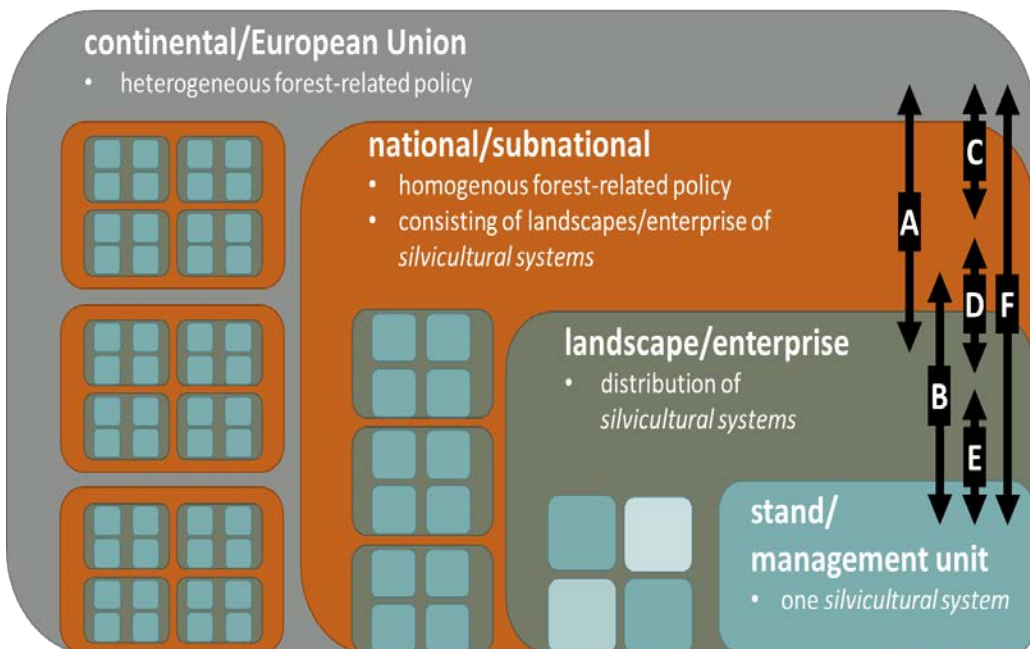 continental/European Union
• heterogeneous forest-related policy
national/subnational
• homogenous forest-related policy
• consisting of landscapes/enterprise of
silvicultural systems
landscape/enterprise
• distribution of
silvicultural systems
stand/
management unit
• one silvicultural system
A
B
C
D
E
F